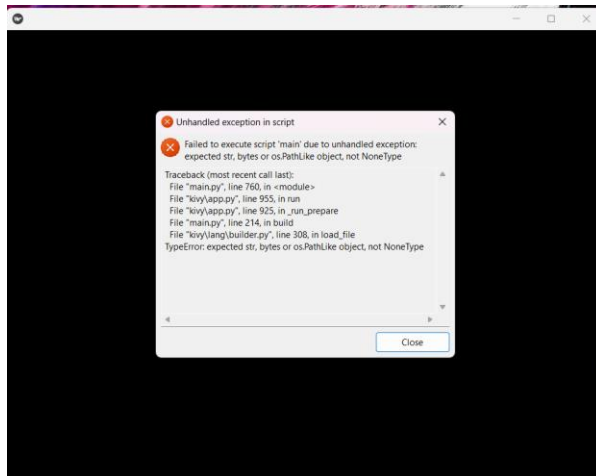 Unhandled exception in script
Failed to execute script 'main' due to unhandled exception:
expected str, bytes or os.PathLike object, not NoneType
Traceback (most recent call last):
File "main.py", line 760, in <module>
File "kivy\app.py", line 955, in run
File "kivy\app.py", line 925, in _run_prepare
File "main.py", line 214, in build
File "kivy\lang\builder.py", line 308, in load_file
TypeError: expected str, bytes or os.PathLike object, not NoneType
Close